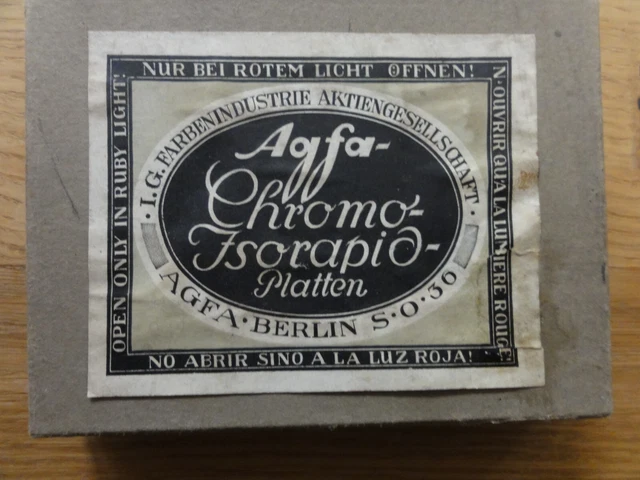 NUR BEI ROTEM LICHT ÖFFNEN!
OPEN ONLY IN RUBY LIGHT!
N'OUVRIR QU'A LA LUMIERE ROUGE
I.G. FARBENINDUSTRIE AKTIENGESELLSCHAFT
Agfa-
Chromo-
Isorapid-
Platten
AGFA · BERLIN S·O·36
NO ABRIR SINO A LA LUZ ROJA!